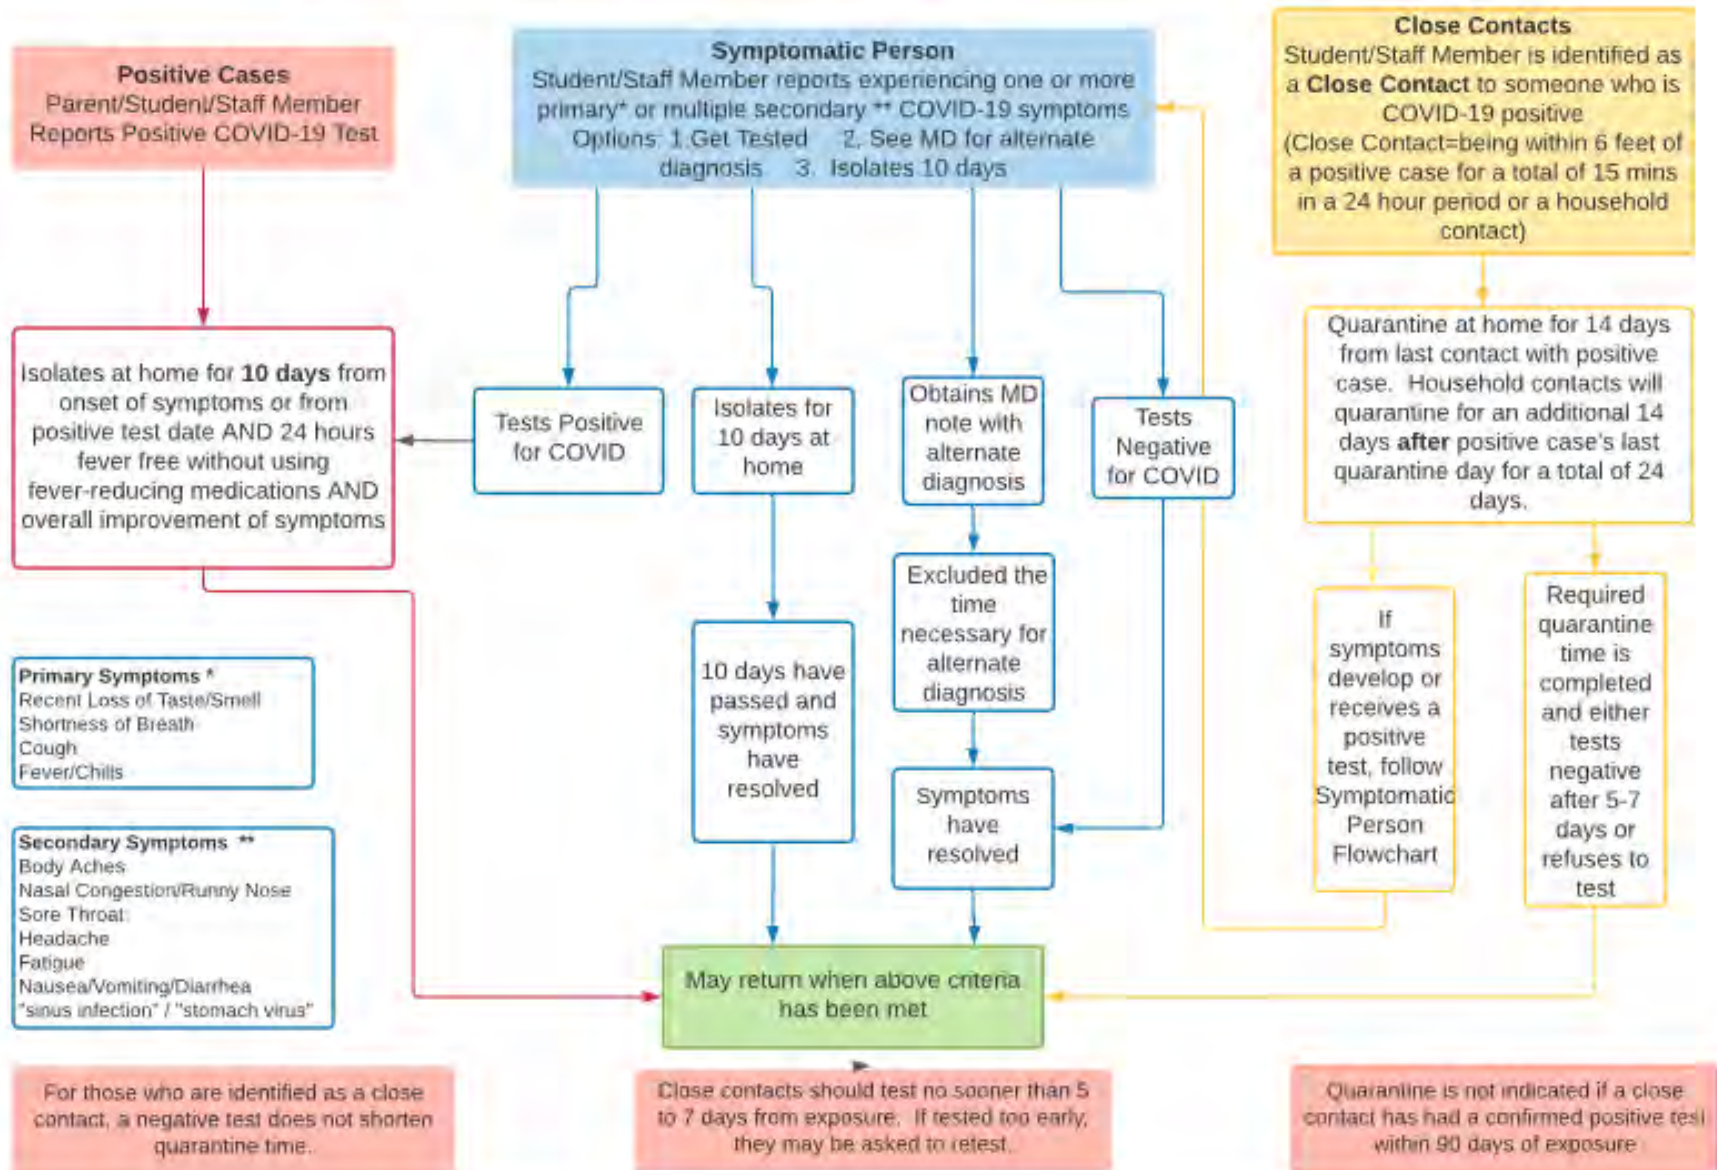 Positive Cases
Parent/Student/Staff Member
Reports Positive COVID-19 Test
Symptomatic Person
Student/Staff Member reports experiencing one or more
primary* or multiple secondary ** COVID-19 symptoms
Options: 1.Get Tested 2. See MD for alternate
diagnosis 3. Isolates 10 days
Close Contacts
Student/Staff Member is identified as
a Close Contact to someone who is
COVID-19 positive
(Close Contact=being within 6 feet of
a positive case for a total of 15 mins
in a 24 hour period or a household
contact)
Isolates at home for 10 days from
onset of symptoms or from
positive test date AND 24 hours
fever free without using
fever-reducing medications AND
overall improvement of symptoms
Tests Positive
for COVID
Isolates for
10 days at
home
Obtains MD
note with
alternate
diagnosis
Tests
Negative
for COVID
Quarantine at home for 14 days
from last contact with positive
case. Household contacts will
quarantine for an additional 14
days after positive case's last
quarantine day for a total of 24
days.
10 days have
passed and
symptoms
have
resolved
Excluded the
time
necessary for
alternate
diagnosis
Symptoms
have
resolved
If
symptoms
develop or
receives a
positive
test, follow
Symptomatic
Person
Flowchart
Required
quarantine
time is
completed
and either
tests
negative
after 5-7
days or
refuses to
test
Primary Symptoms *
Recent Loss of Taste/Smell
Shortness of Breath
Cough
Fever/Chills
Secondary Symptoms **
Body Aches
Nasal Congestion/Runny Nose
Sore Throat
Headache
Fatigue
Nausea/Vomiting/Diarrhea
"sinus infection" / "stomach virus"
May return when above criteria
has been met
For those who are identified as a close
contact, a negative test does not shorten
quarantine time.
Close contacts should test no sooner than 5
to 7 days from exposure. If tested too early,
they may be asked to retest.
Quarantine is not indicated if a close
contact has had a confirmed positive test
within 90 days of exposure